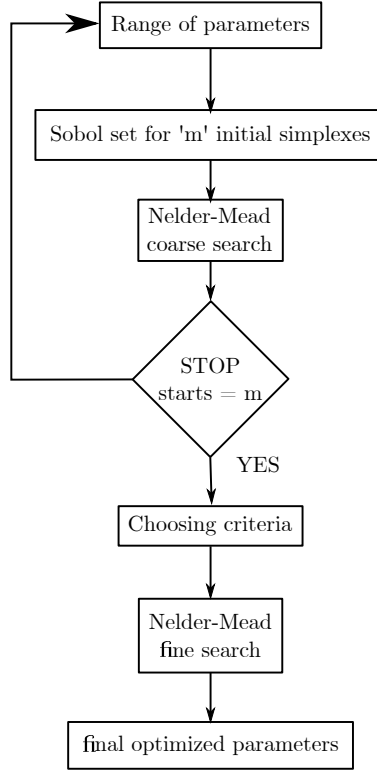 Range of parameters
Sobol set for 'm' initial simplexes
Nelder-Mead
coarse search
STOP
starts = m
YES
Choosing criteria
Nelder-Mead
fine search
final optimized parameters